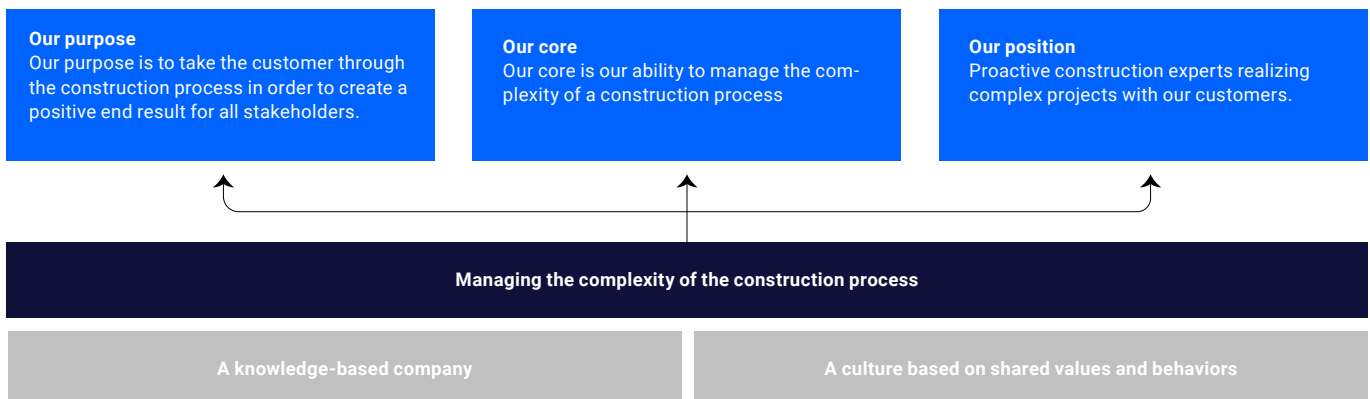 Our purpose
Our purpose is to take the customer through
the construction process in order to create a
positive end result for all stakeholders.
Our core
Our core is our ability to manage the com-
plexity of a construction process
Our position
Proactive construction experts realizing
complex projects with our customers.
Managing the complexity of the construction process
A knowledge-based company
A culture based on shared values and behaviors